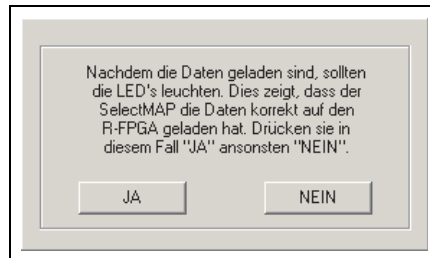 Nachdem die Daten geladen sind, sollten
die LED's leuchten. Dies zeigt, dass der
SelectMAP die Daten korrekt auf den
R-FPGA geladen hat. Drücken sie in
diesem Fall "JA" ansonsten "NEIN".
JA
NEIN